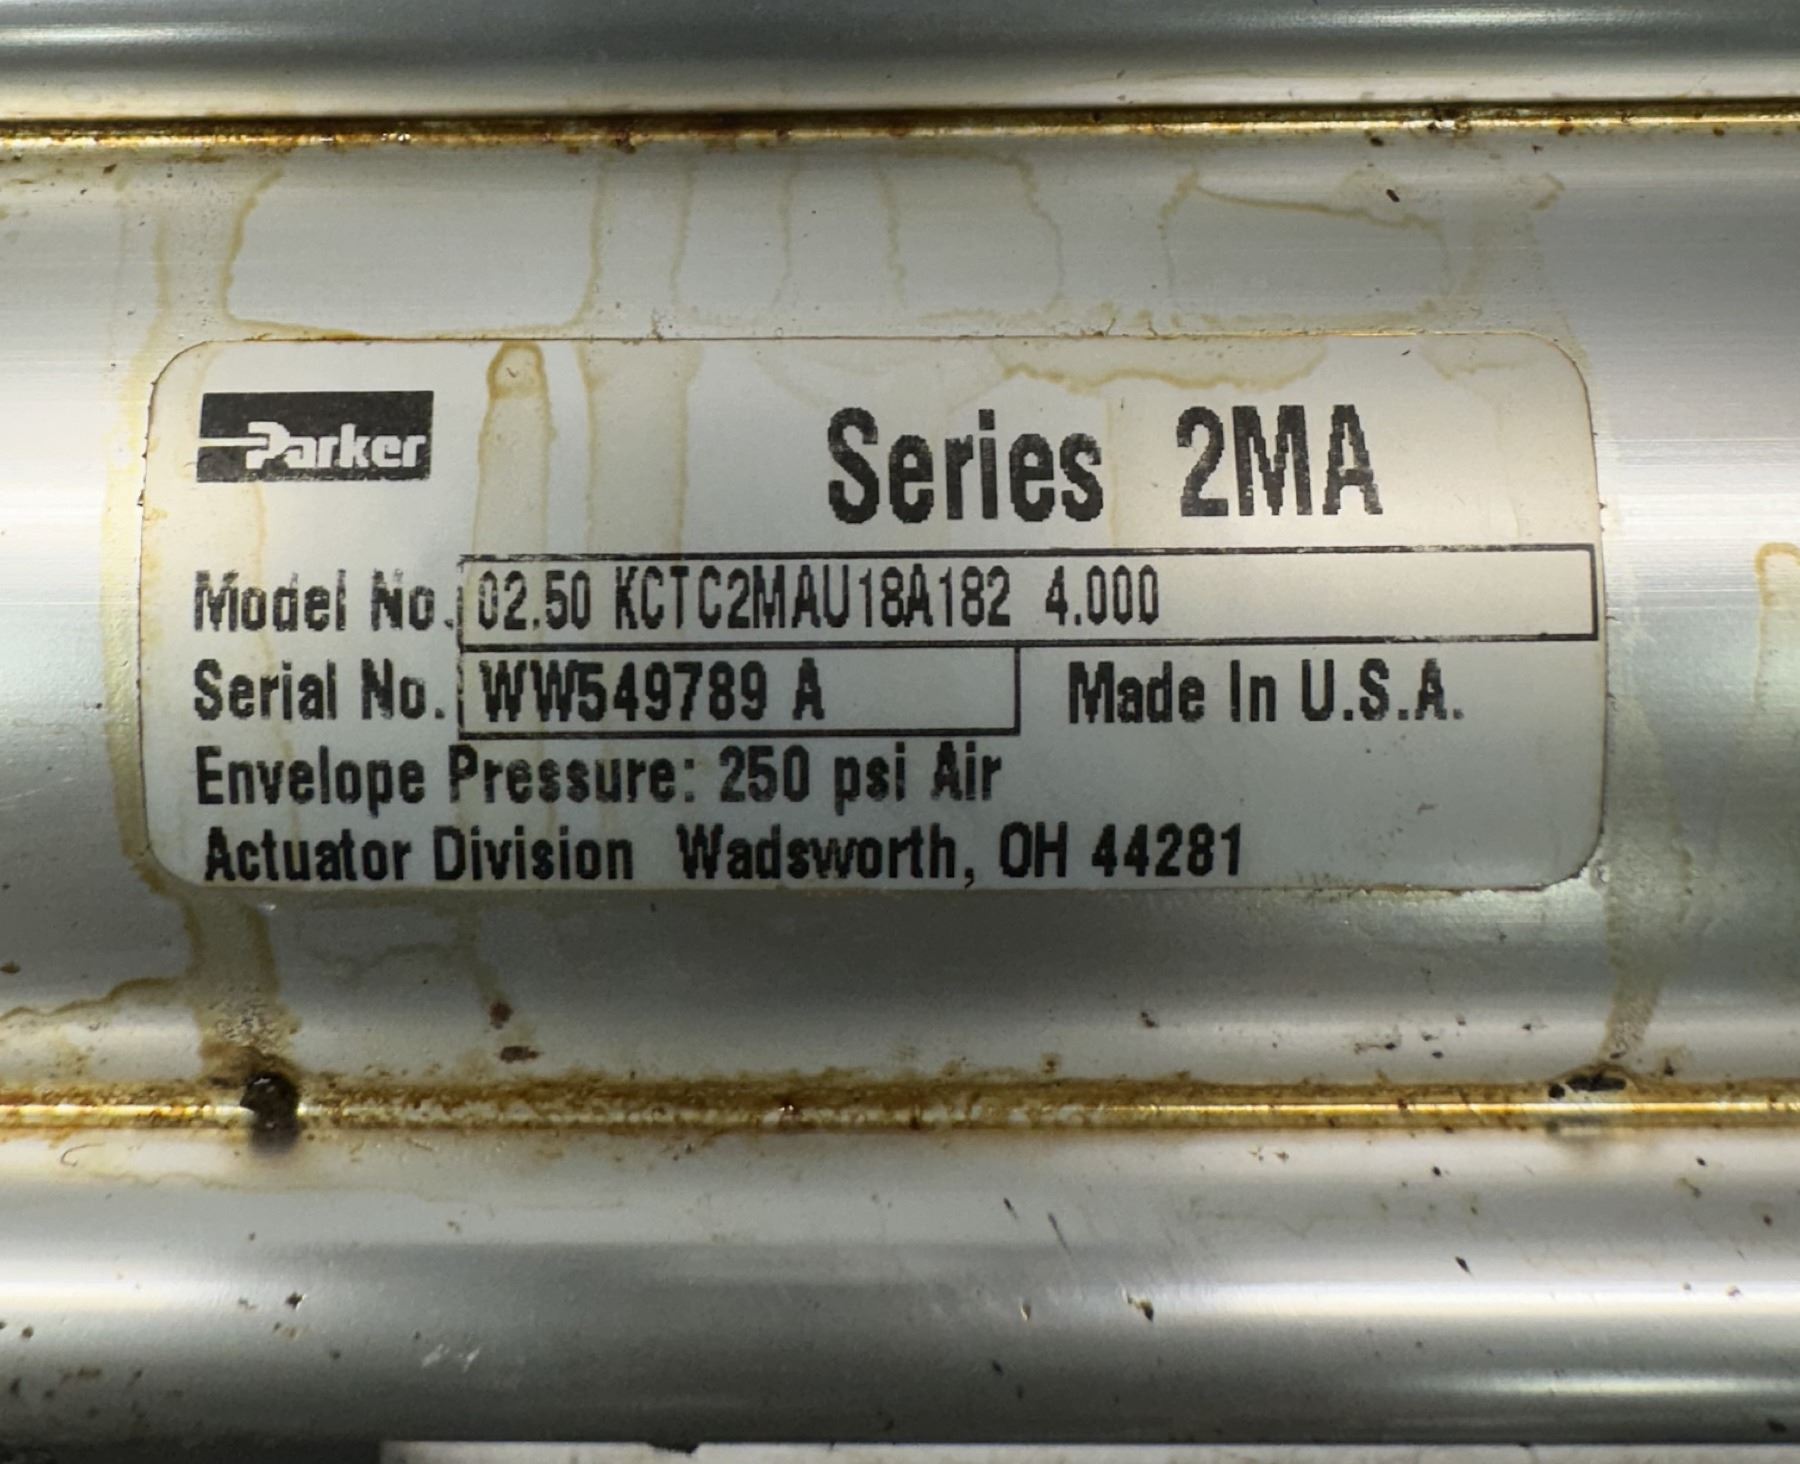 Parker
Series 2MA
Model No. 02.50 KCTC2MAU18A182 4.000
Serial No. WW549789 A Made In U.S.A.
Envelope Pressure: 250 psi Air
Actuator Division Wadsworth, OH 44281